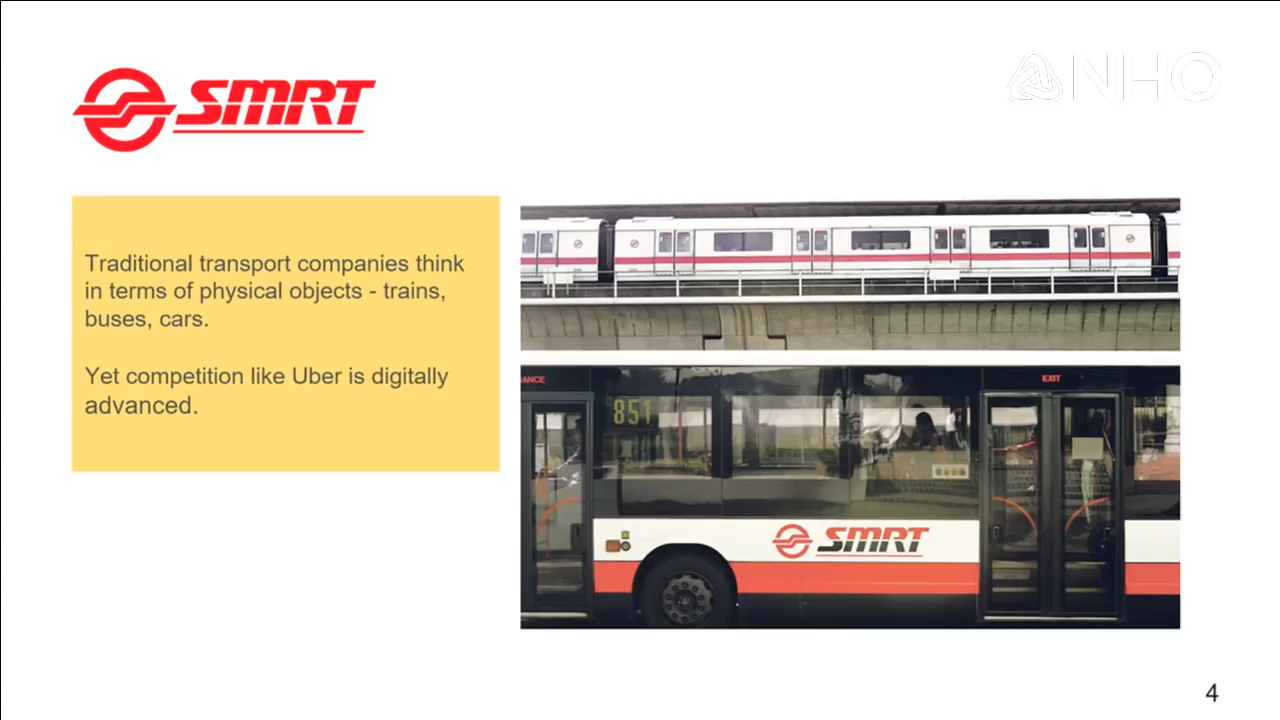 SMRT
NHO
Traditional transport companies think
in terms of physical objects - trains,
buses, cars.
Yet competition like Uber is digitally
advanced.
ANCE
EXIT
851
SMRT
4